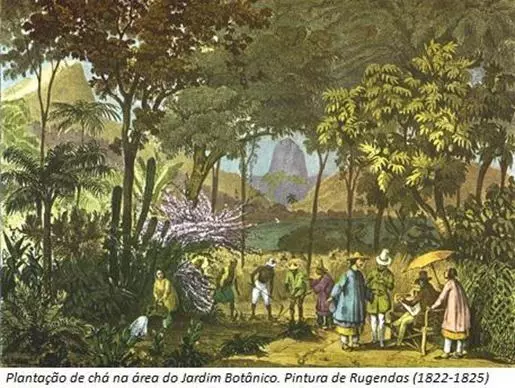 Plantação de chá na área do Jardim Botânico. Pintura de Rugendas (1822-1825)